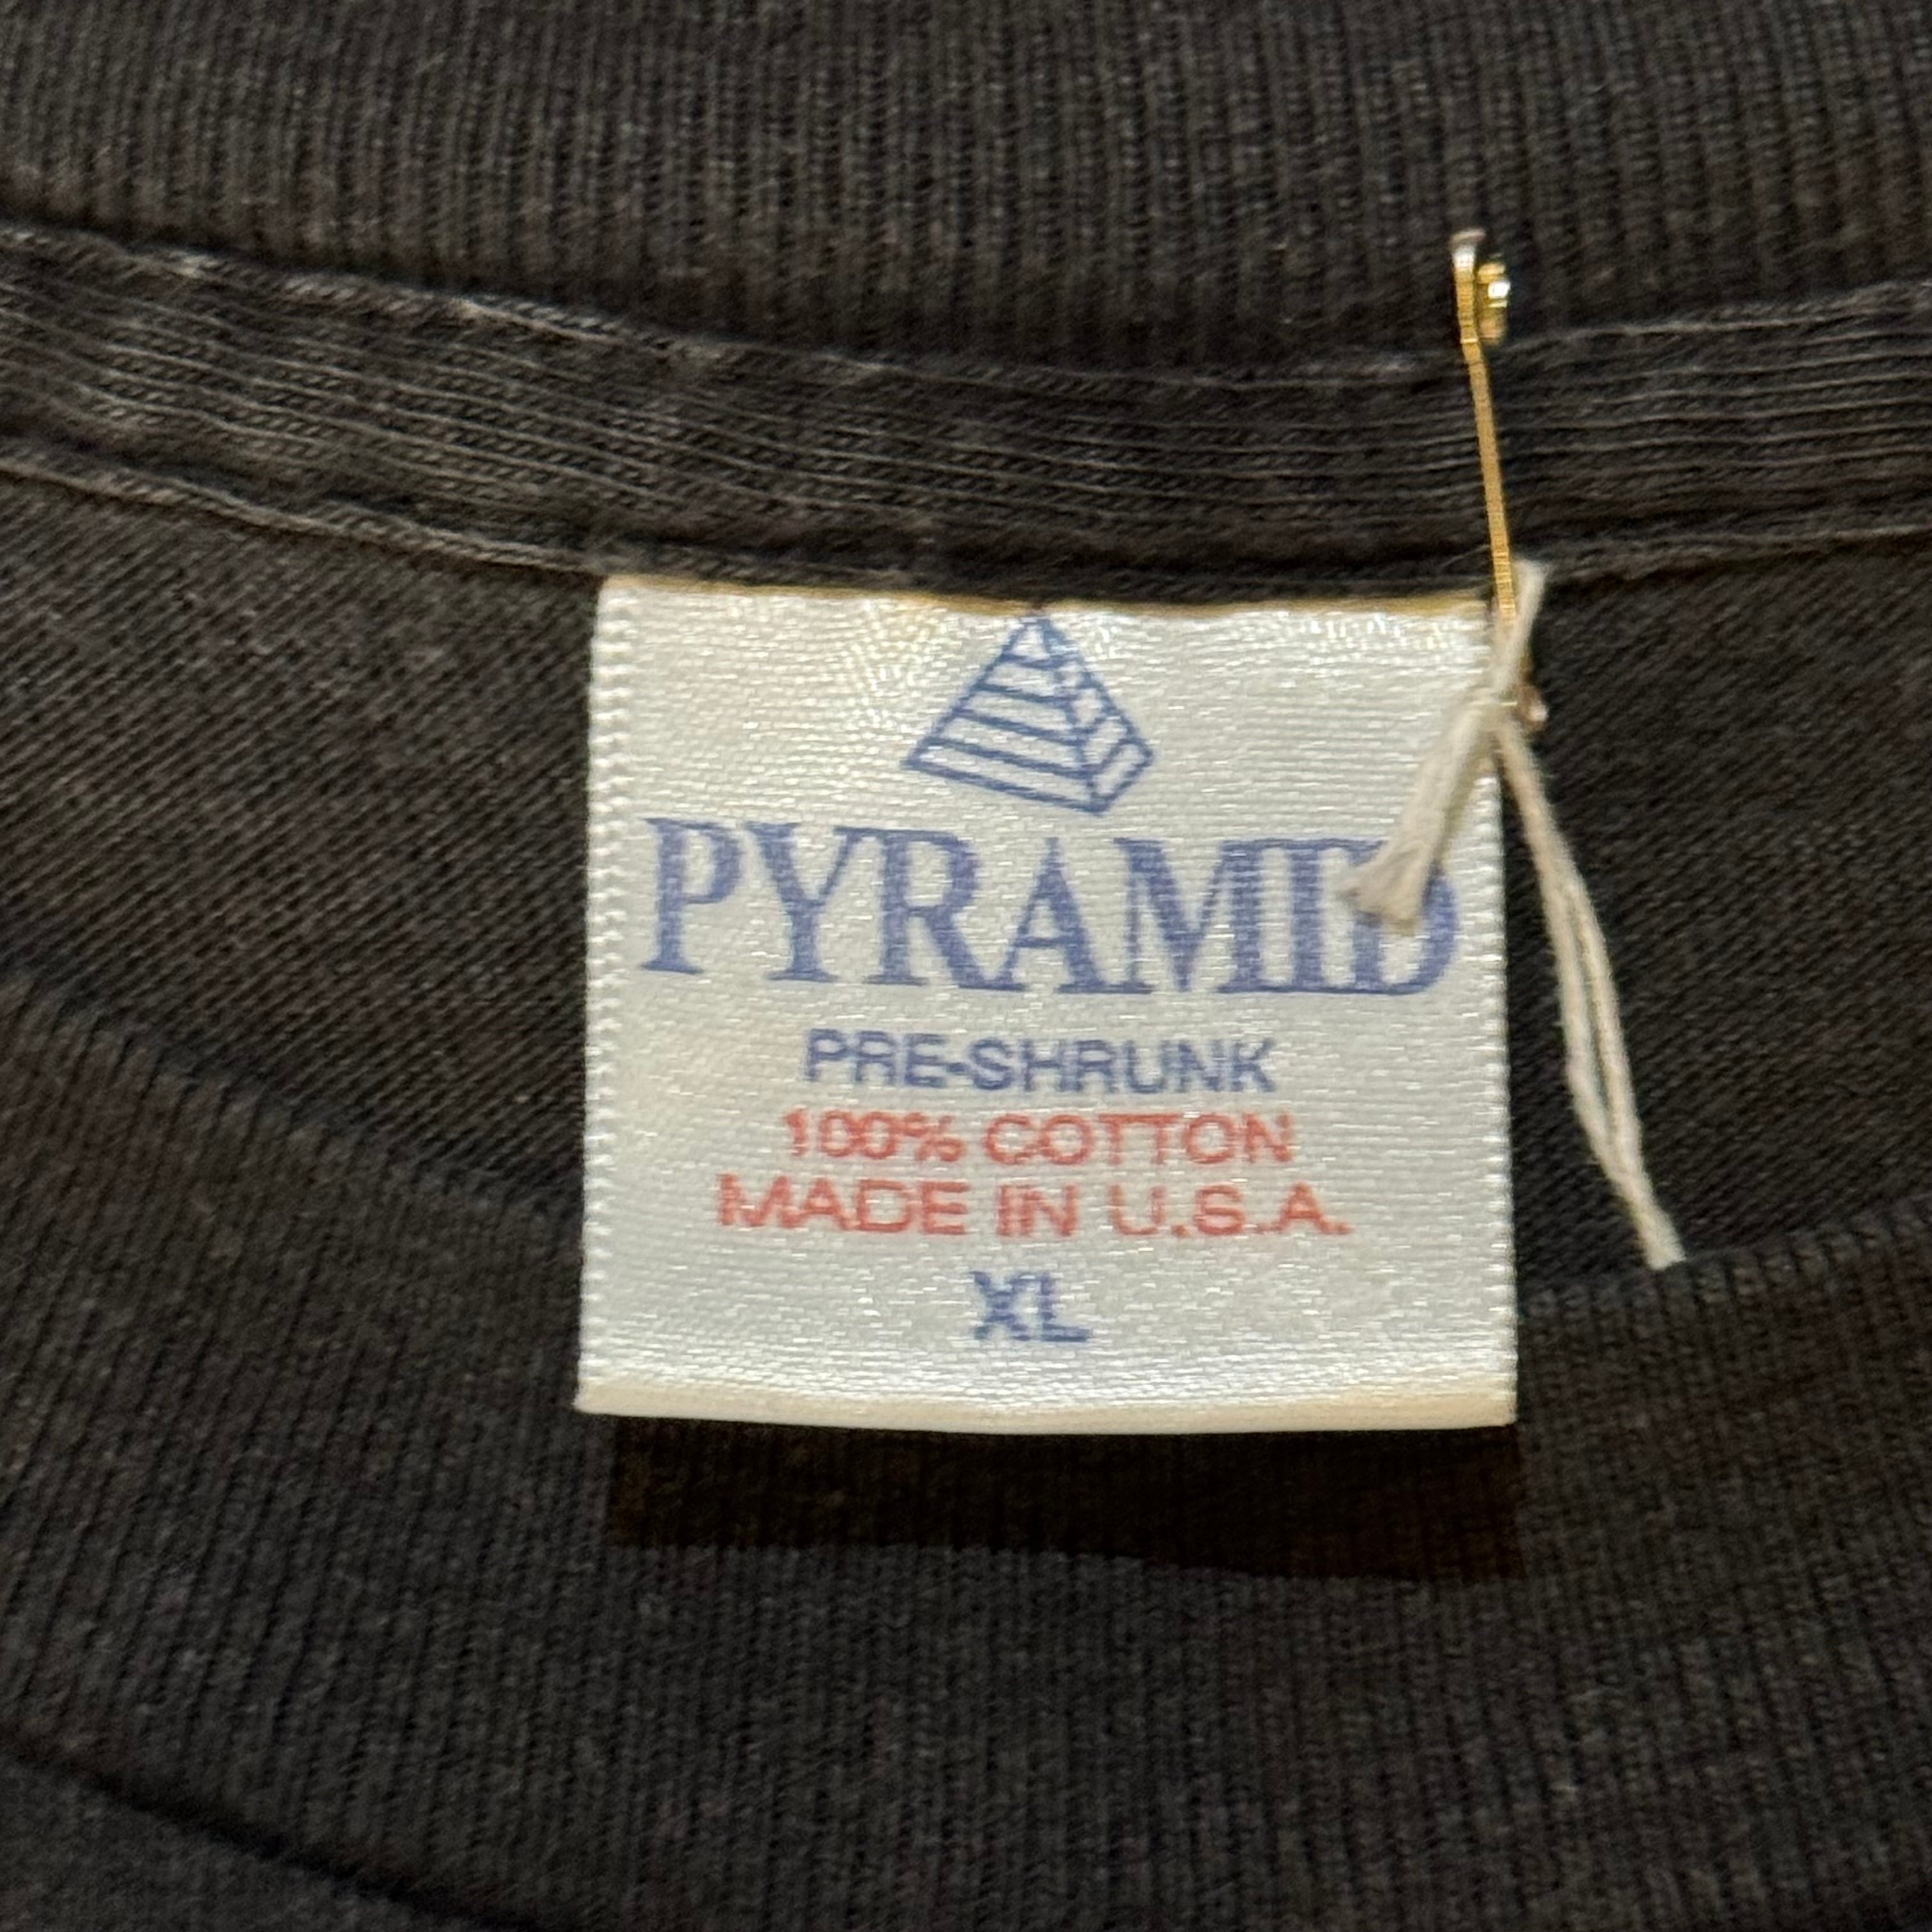 PYRAMID
PRE-SHRUNK
100% COTTON
MADE IN U.S.A.
XL